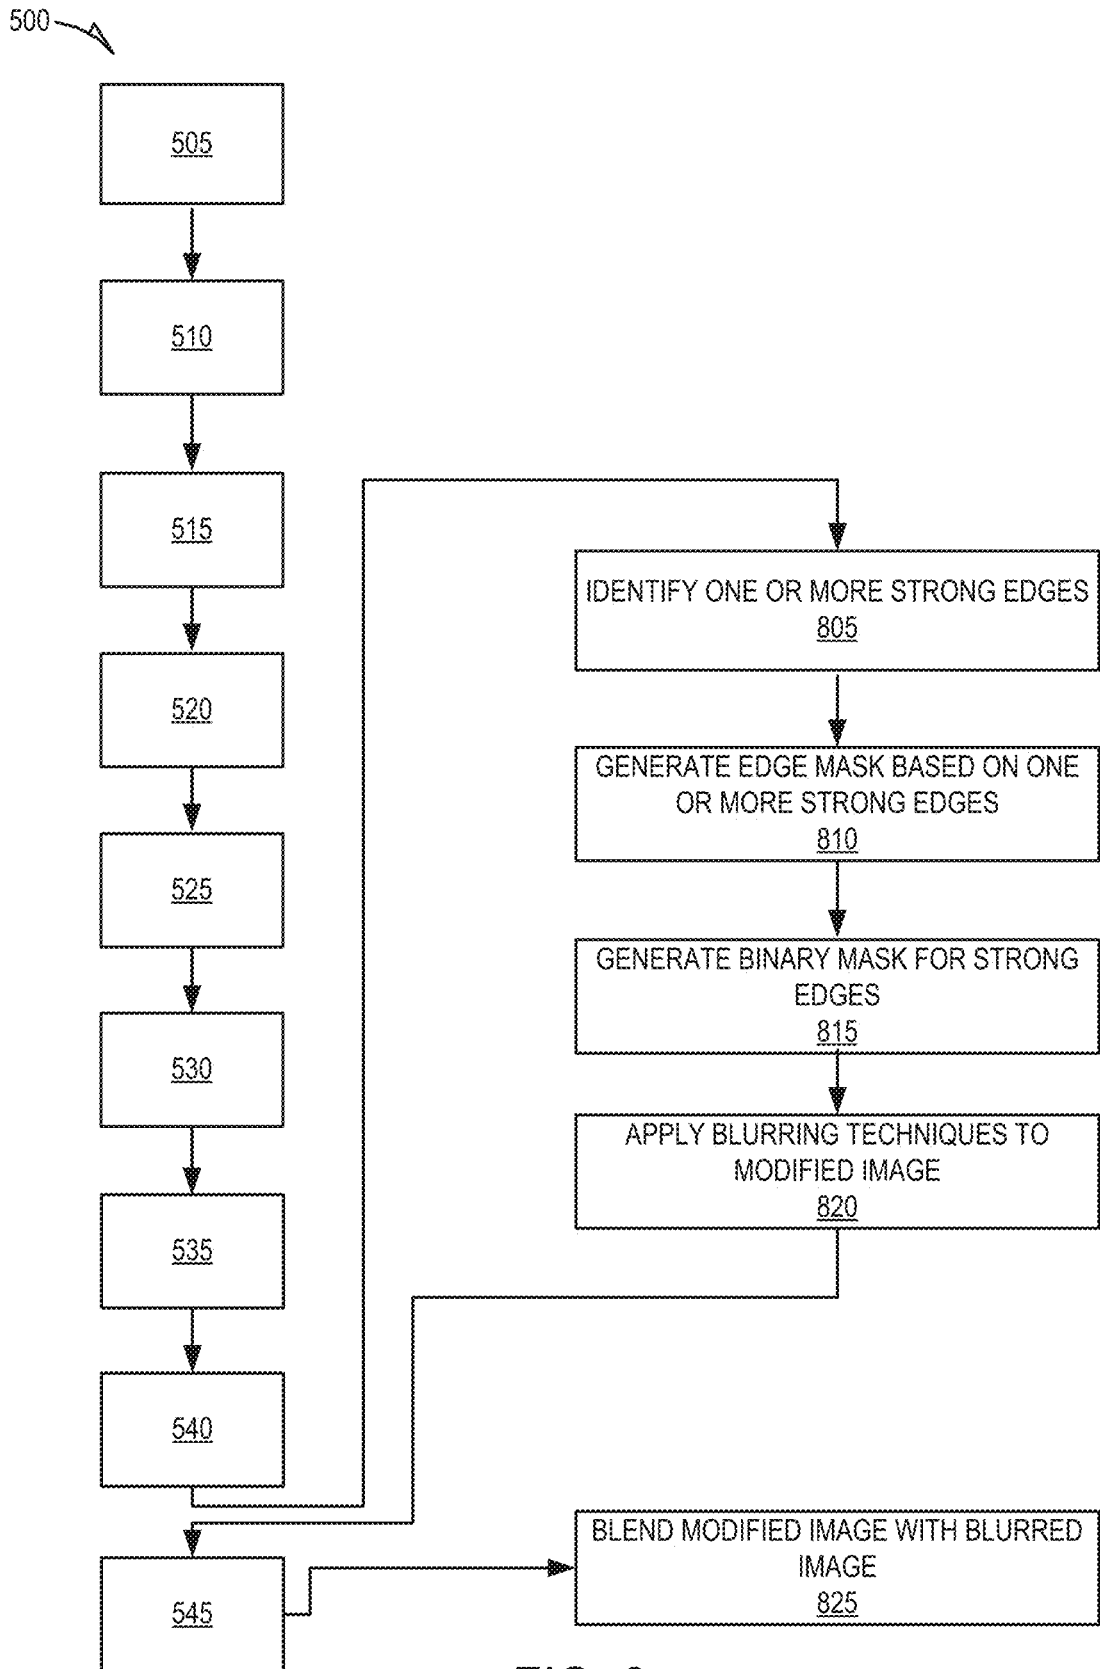 500
505
510
515
520
525
530
535
540
545
IDENTIFY ONE OR MORE STRONG EDGES
805
GENERATE EDGE MASK BASED ON ONE
OR MORE STRONG EDGES
810
GENERATE BINARY MASK FOR STRONG
EDGES
815
APPLY BLURRING TECHNIQUES TO
MODIFIED IMAGE
820
BLEND MODIFIED IMAGE WITH BLURRED
IMAGE
825